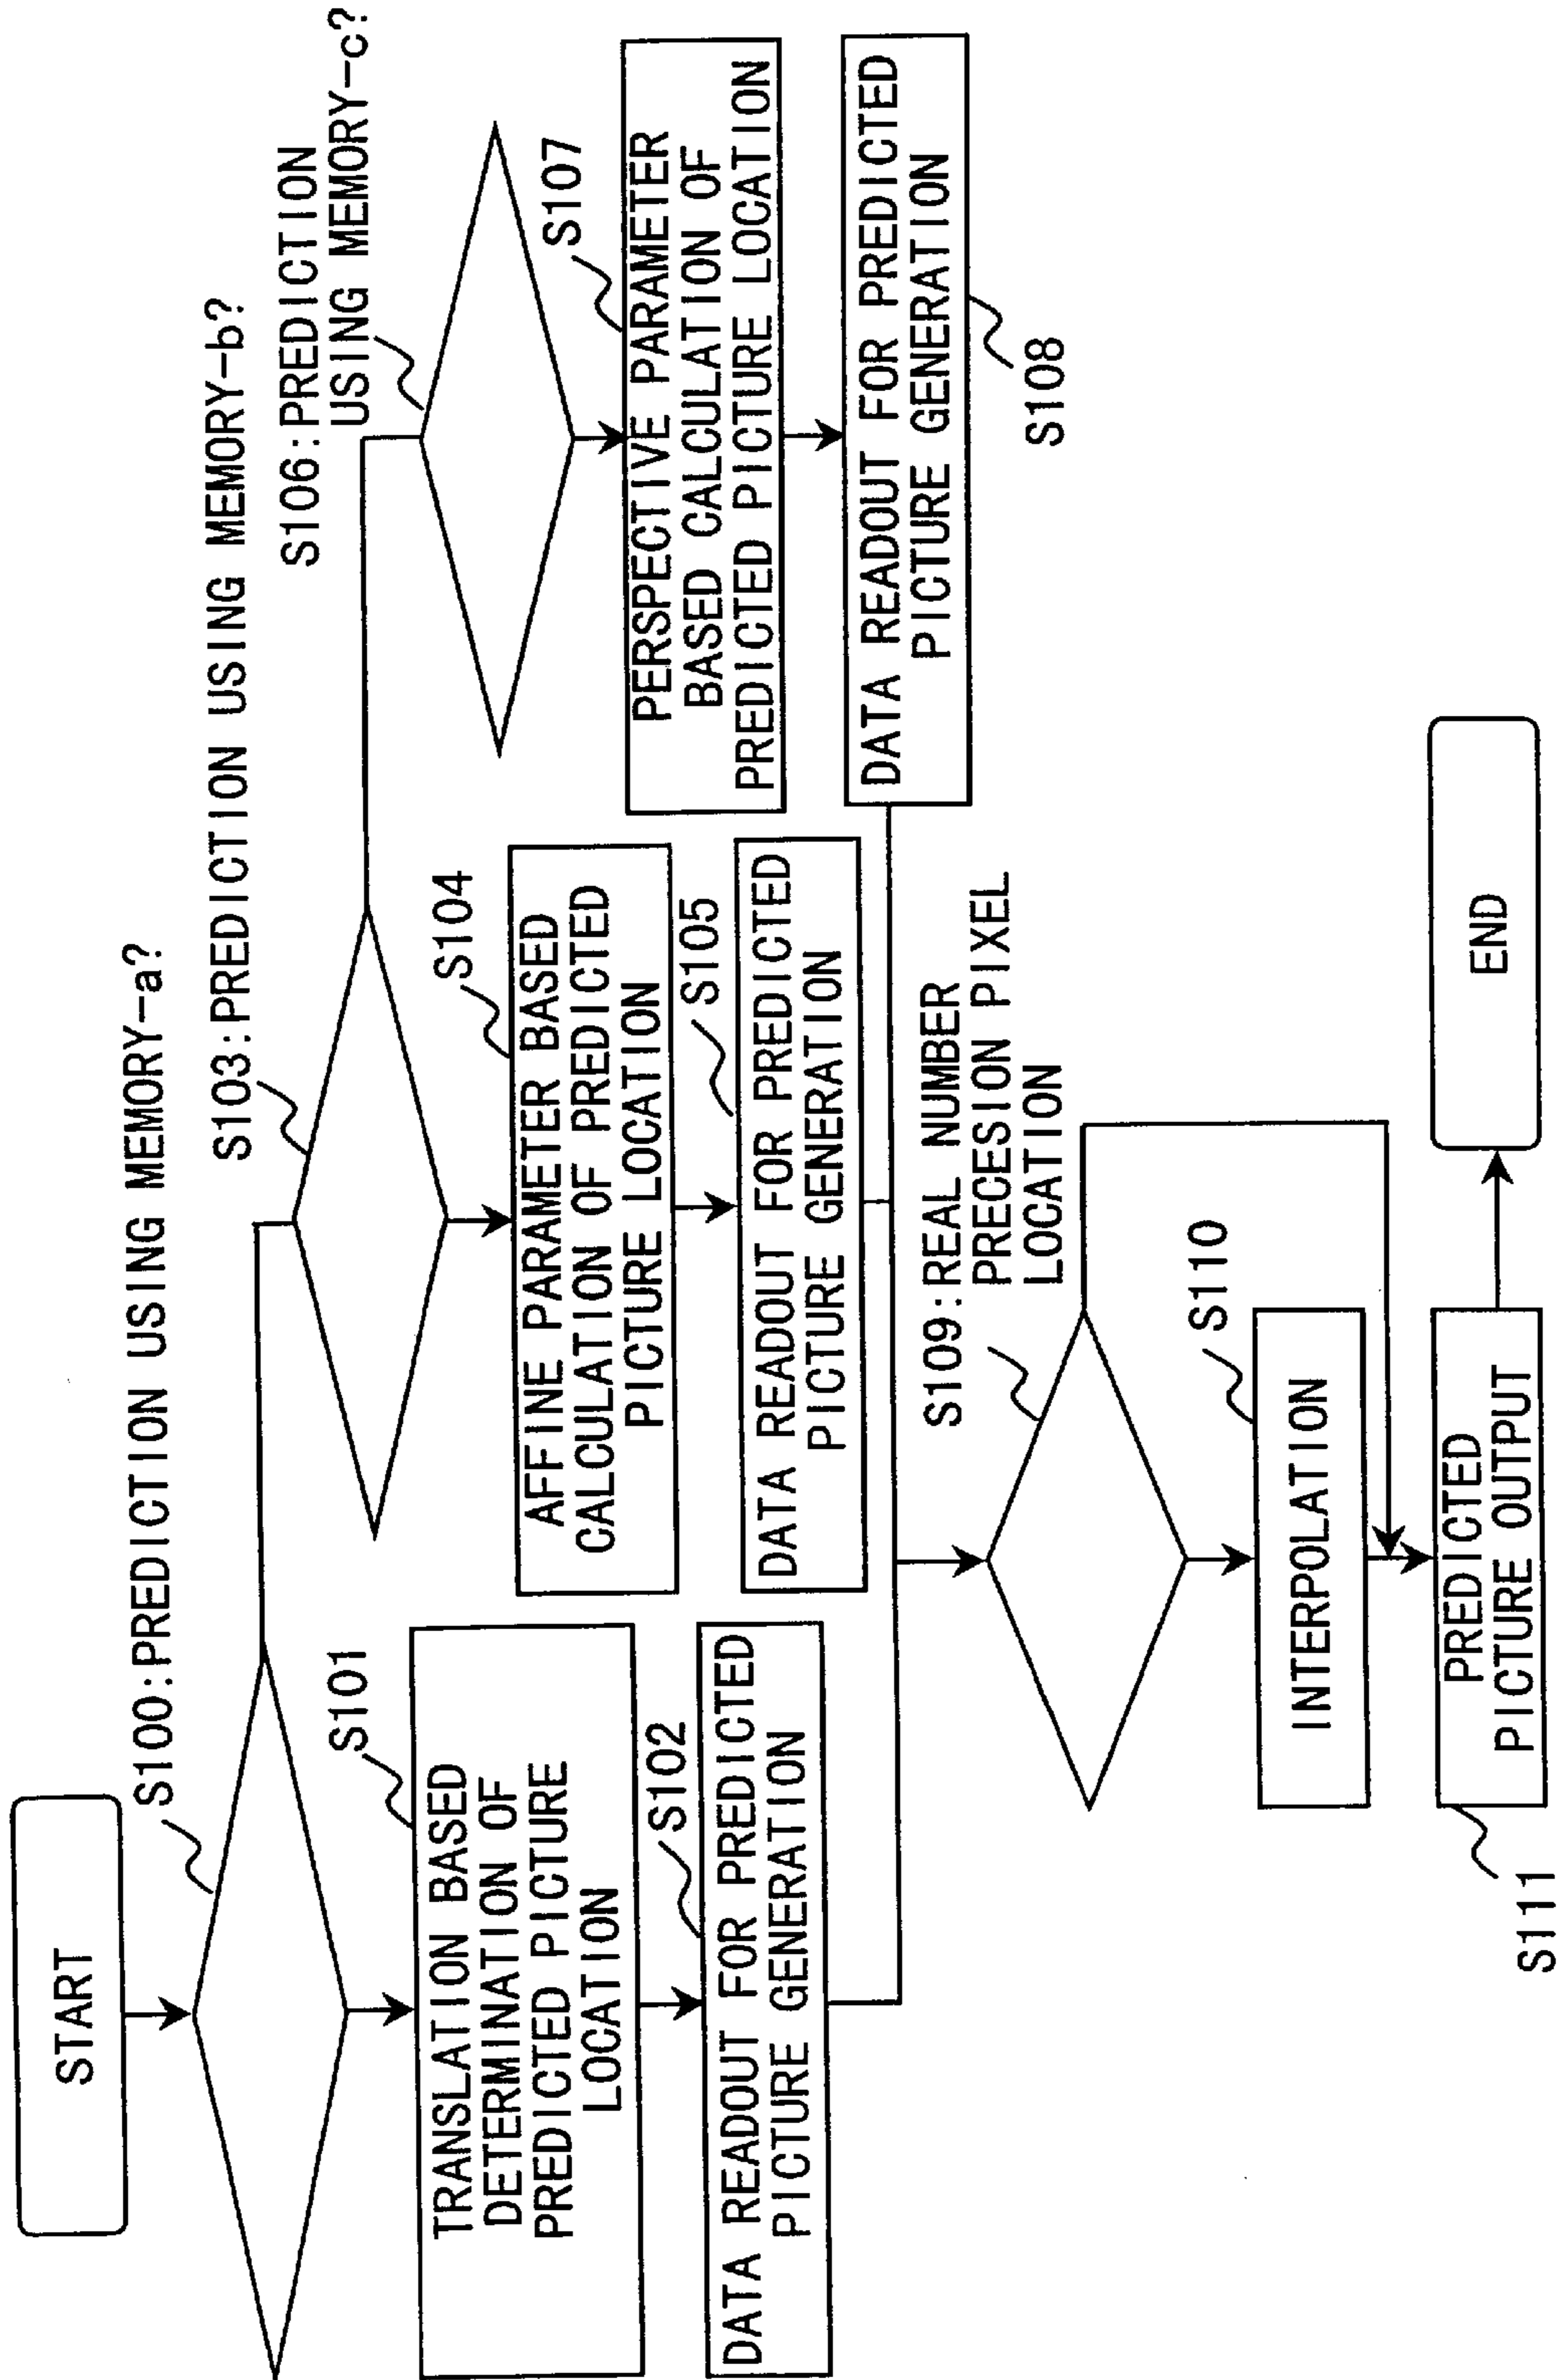 START
S100:PREDICTION USING MEMORY-a?
S101
TRANSLATION BASED
DETERMINATION OF
PREDICTED PICTURE
LOCATION
S102
DATA READOUT FOR PREDICTED
PICTURE GENERATION
S103:PREDICTION USING MEMORY-b?
S104
AFFINE PARAMETER BASED
CALCULATION OF PREDICTED
PICTURE LOCATION
S105
DATA READOUT FOR PREDICTED
PICTURE GENERATION
S106:PREDICTION
USING MEMORY-c?
S107
PERSPECTIVE PARAMETER
BASED CALCULATION OF
PREDICTED PICTURE LOCATION
DATA READOUT FOR PREDICTED
PICTURE GENERATION
S108
S109:REAL NUMBER
PRECESION PIXEL
LOCATION
S110
INTERPOLATION
PREDICTED
PICTURE OUTPUT
S111
END